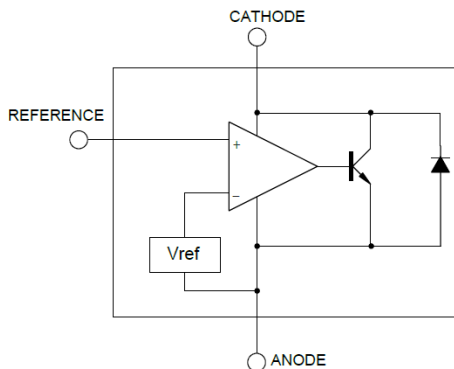 CATHODE
REFERENCE
+
−
Vref
ANODE